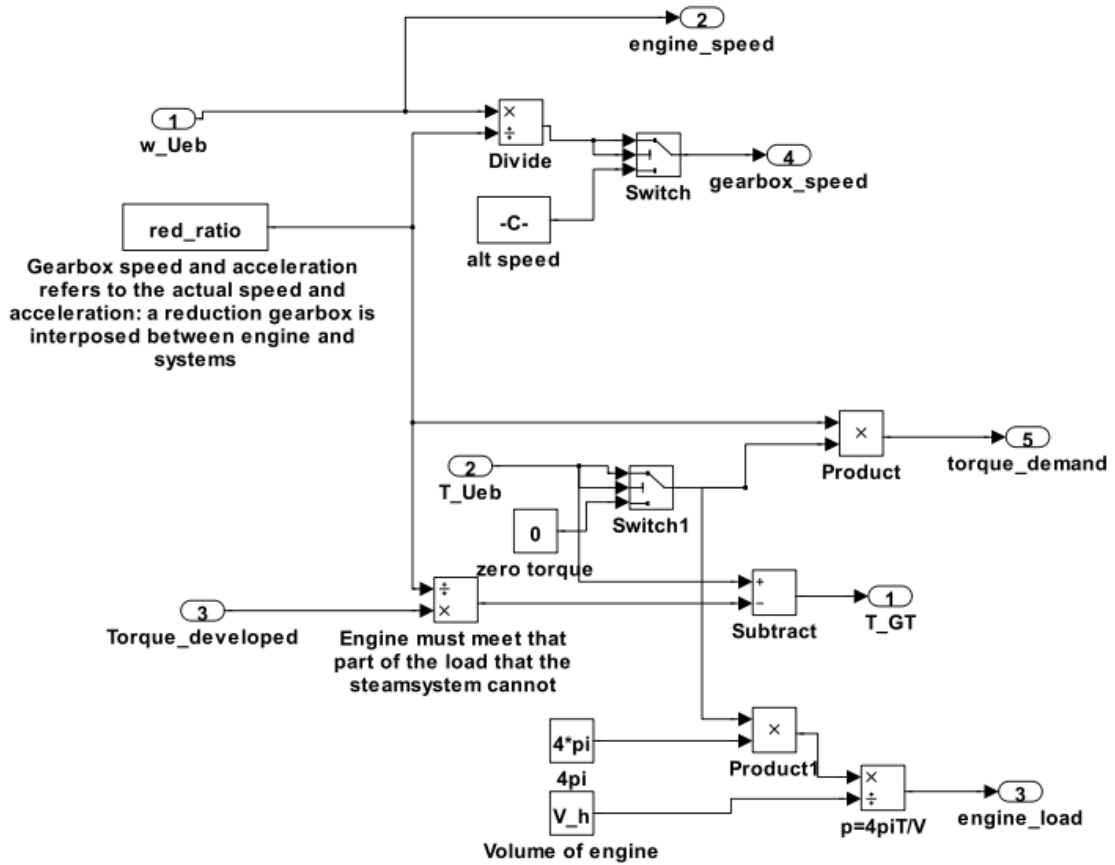 2
engine_speed
1
w_Ueb
×
÷
Divide
Switch
4
gearbox_speed
-C-
alt speed
red_ratio
Gearbox speed and acceleration
refers to the actual speed and
acceleration: a reduction gearbox is
interposed between engine and
systems
×
Product
5
torque_demand
2
T_Ueb
Switch1
0
zero torque
÷
×
3
Torque_developed
Engine must meet that
part of the load that the
steamsystem cannot
+
−
Subtract
1
T_GT
4*pi
4pi
×
Product1
V_h
Volume of engine
×
÷
p=4piT/V
3
engine_load